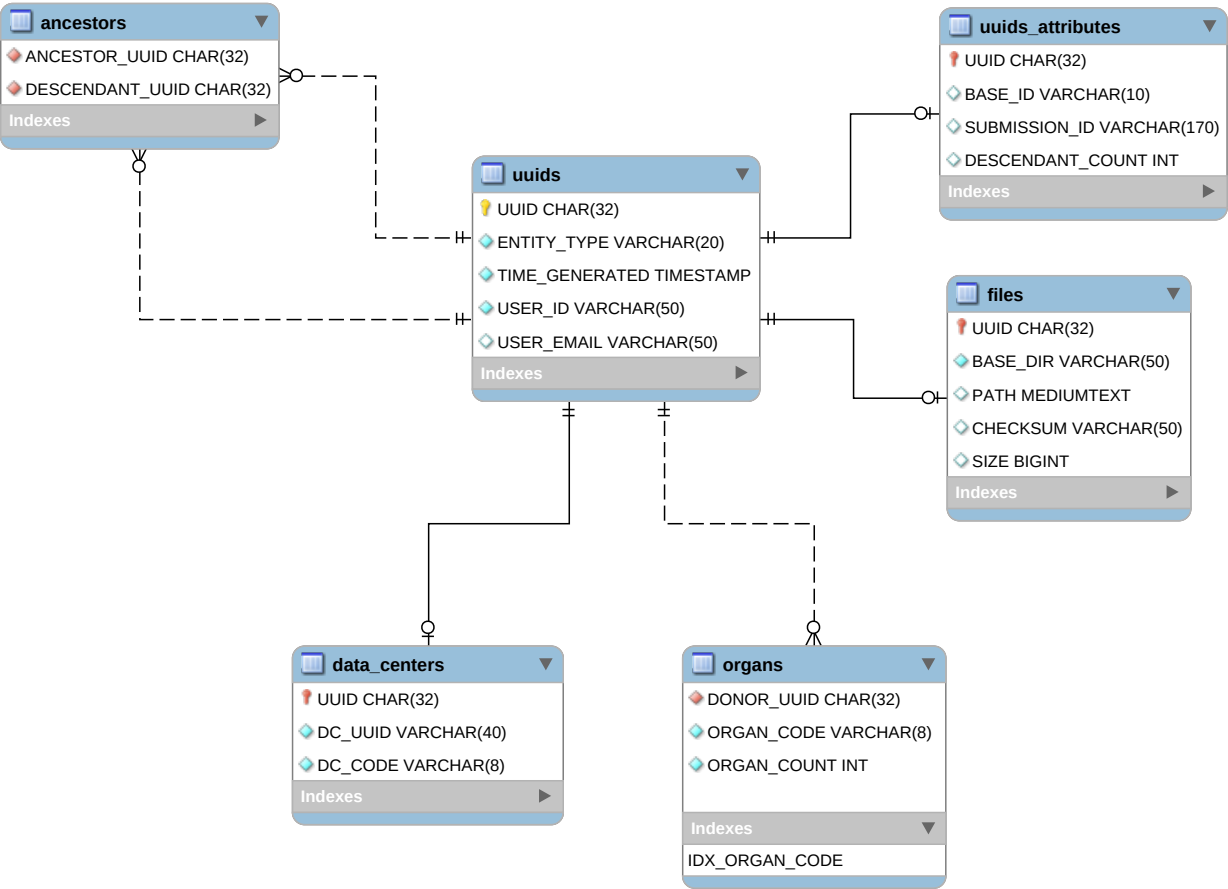 ancestors
ANCESTOR_UUID CHAR(32)
DESCENDANT_UUID CHAR(32)
Indexes
uuids_attributes
UUID CHAR(32)
BASE_ID VARCHAR(10)
SUBMISSION_ID VARCHAR(170)
DESCENDANT_COUNT INT
Indexes
uuids
UUID CHAR(32)
ENTITY_TYPE VARCHAR(20)
TIME_GENERATED TIMESTAMP
USER_ID VARCHAR(50)
USER_EMAIL VARCHAR(50)
Indexes
files
UUID CHAR(32)
BASE_DIR VARCHAR(50)
PATH MEDIUMTEXT
CHECKSUM VARCHAR(50)
SIZE BIGINT
Indexes
data_centers
UUID CHAR(32)
DC_UUID VARCHAR(40)
DC_CODE VARCHAR(8)
Indexes
organs
DONOR_UUID CHAR(32)
ORGAN_CODE VARCHAR(8)
ORGAN_COUNT INT
Indexes
IDX_ORGAN_CODE